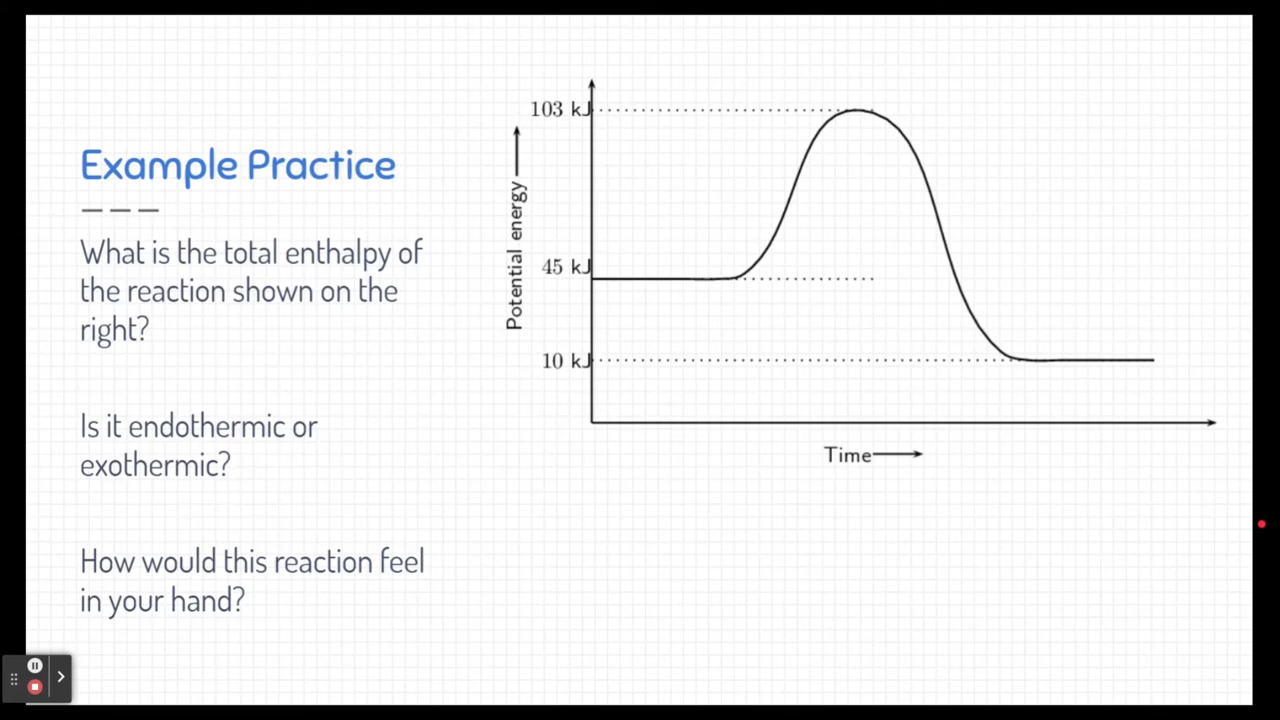 Example Practice
What is the total enthalpy of
the reaction shown on the
right?
Is it endothermic or
exothermic?
How would this reaction feel
in your hand?
103 kJ
45 kJ
10 kJ
Potential energy
Time